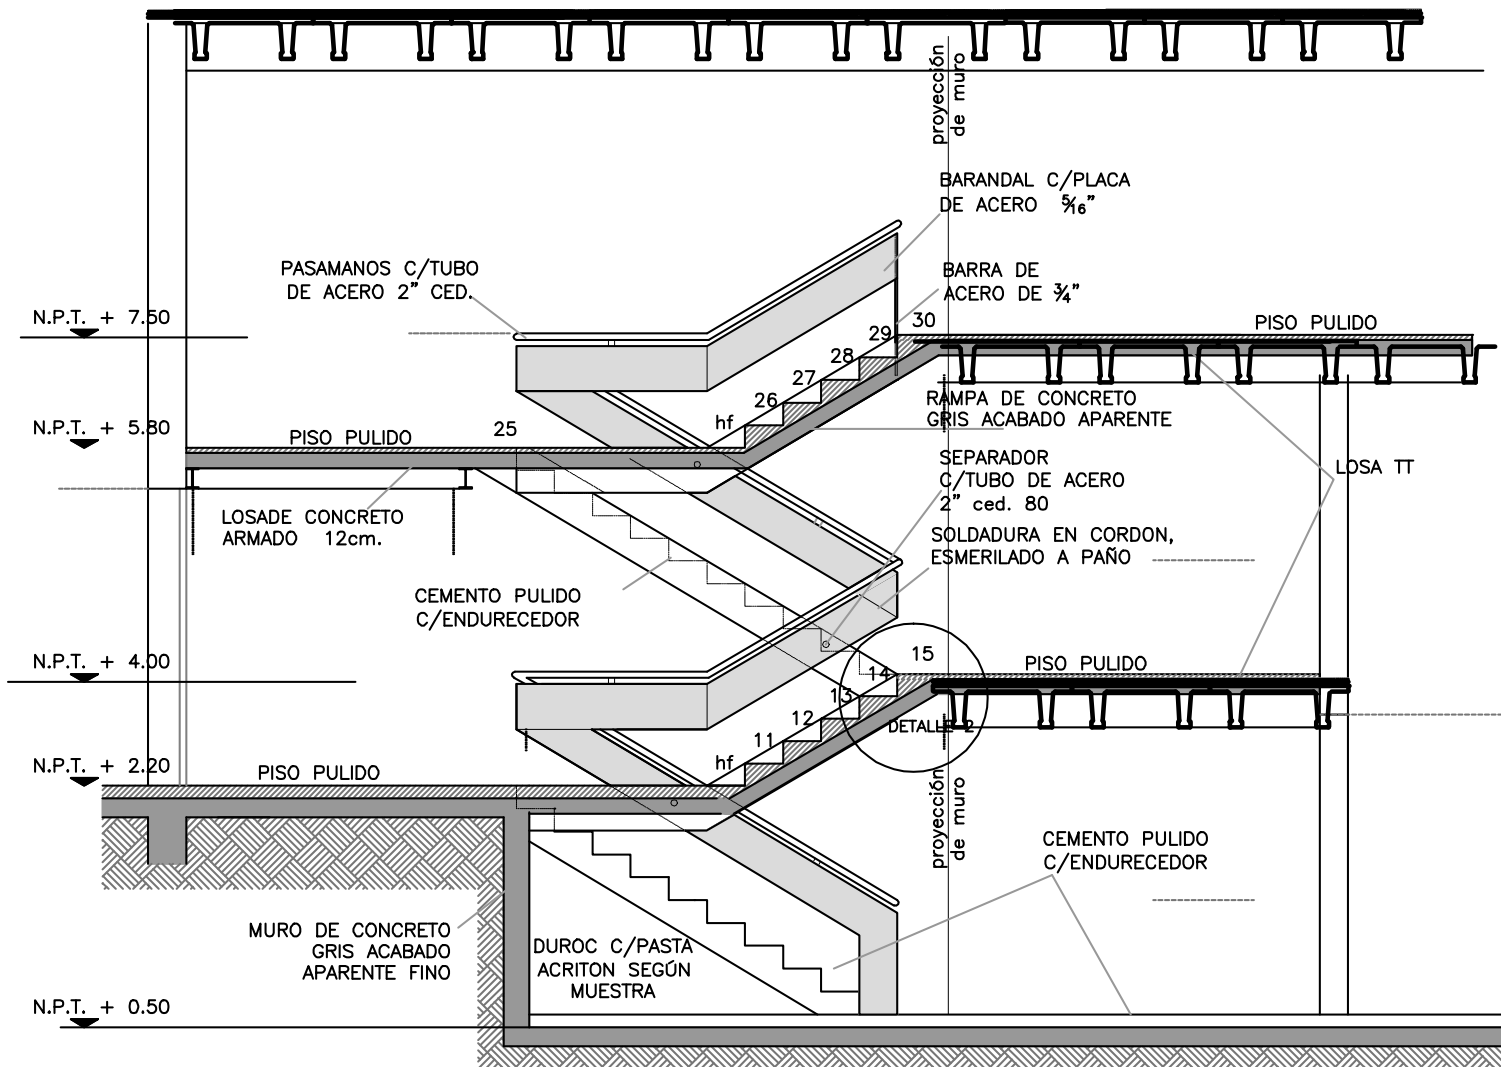 proyección
de muro
BARANDAL C/PLACA
DE ACERO 5/16"
PASAMANOS C/TUBO
DE ACERO 2" CED.
BARRA DE
ACERO DE 3/4"
N.P.T. + 7.50
30
PISO PULIDO
29
28
27
26
hf
RAMPA DE CONCRETO
GRIS ACABADO APARENTE
N.P.T. + 5.80
PISO PULIDO
25
SEPARADOR
C/TUBO DE ACERO
2" ced. 80
LOSA TT
LOSADE CONCRETO
ARMADO 12cm.
SOLDADURA EN CORDON,
ESMERILADO A PAÑO
CEMENTO PULIDO
C/ENDURECEDOR
N.P.T. + 4.00
15
PISO PULIDO
14
13
12
11
hf
DETALLE 2
N.P.T. + 2.20
PISO PULIDO
proyección
de muro
CEMENTO PULIDO
C/ENDURECEDOR
MURO DE CONCRETO
GRIS ACABADO
APARENTE FINO
DUROC C/PASTA
ACRITON SEGÚN
MUESTRA
N.P.T. + 0.50